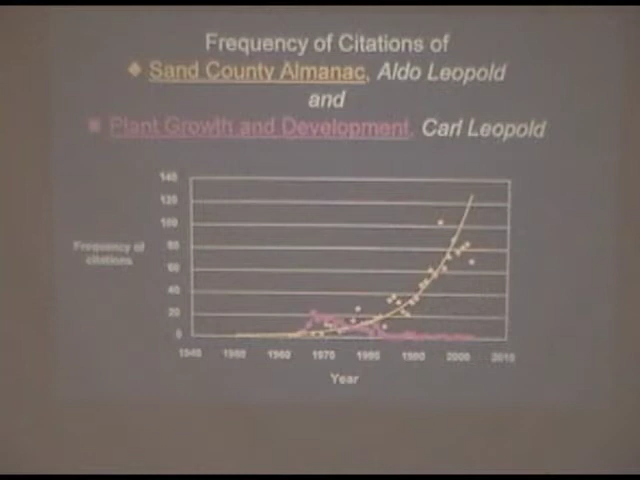 Frequency of Citations of
Sand County Almanac, Aldo Leopold
and
Plant Growth and Development, Carl Leopold
140
120
100
80
60
40
20
0
Frequency of
citations
1940 1950 1960 1970 1980 1990 2000 2010
Year